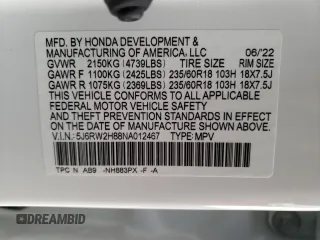 MFD. BY HONDA DEVELOPMENT &
MANUFACTURING OF AMERICA, LLC 06/'22
GVWR 2150KG (4739LBS) TIRE SIZE RIM SIZE
GAWR F 1100KG (2425LBS) 235/60R18 103H 18X7.5J
GAWR R 1075KG (2369LBS) 235/60R18 103H 18X7.5J
THIS VEHICLE CONFORMS TO ALL APPLICABLE
FEDERAL MOTOR VEHICLE SAFETY, BUMPER,
AND THEFT PREVENTION STANDARDS IN EFFECT
ON THE DATE OF MANUFACTURE SHOWN ABOVE.
V.I.N.: 5J6RW2H88NA012467 TYPE: MPV
TPC N AB9 -NH883PX -F -A
DREAMBID